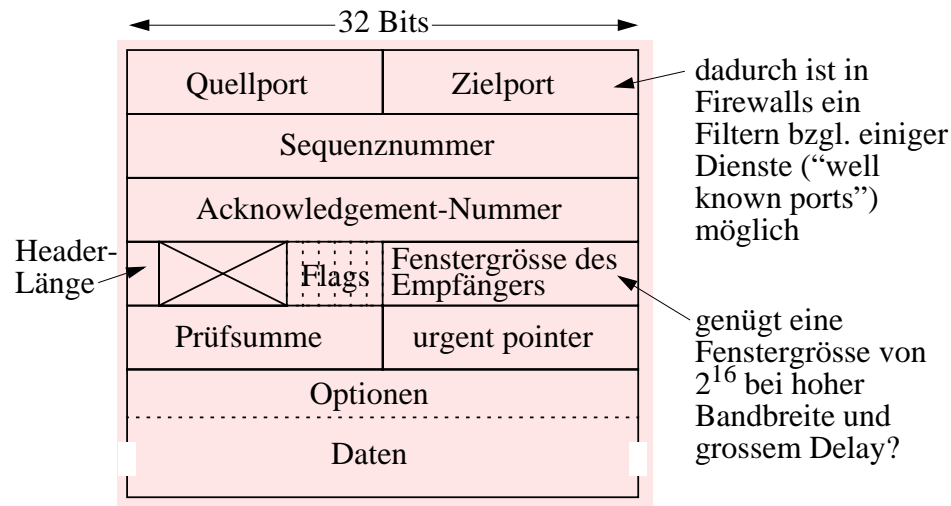 32 Bits
Quellport
Zielport
dadurch ist in
Firewalls ein
Filtern bzgl. einiger
Dienste (“well
known ports”)
möglich
Sequenznummer
Acknowledgement-Nummer
Header-
Länge
Flags
Fenstergrösse des
Empfängers
Prüfsumme
urgent pointer
genügt eine
Fenstergrösse von
2^16 bei hoher
Bandbreite und
grossem Delay?
Optionen
Daten